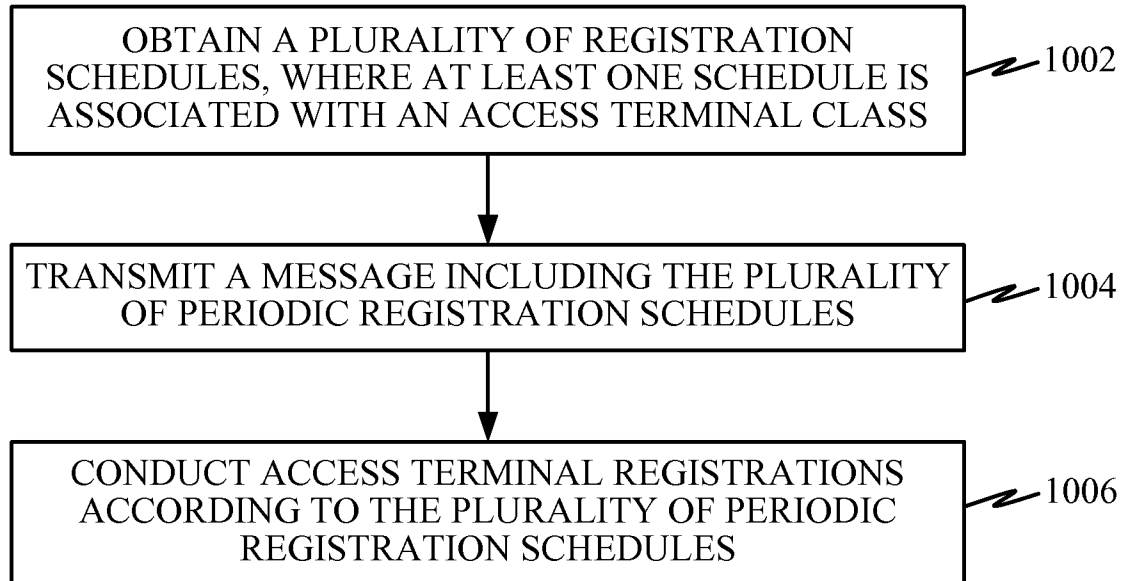 OBTAIN A PLURALITY OF REGISTRATION
SCHEDULES, WHERE AT LEAST ONE SCHEDULE IS
ASSOCIATED WITH AN ACCESS TERMINAL CLASS
1002
TRANSMIT A MESSAGE INCLUDING THE PLURALITY
OF PERIODIC REGISTRATION SCHEDULES
1004
CONDUCT ACCESS TERMINAL REGISTRATIONS
ACCORDING TO THE PLURALITY OF PERIODIC
REGISTRATION SCHEDULES
1006